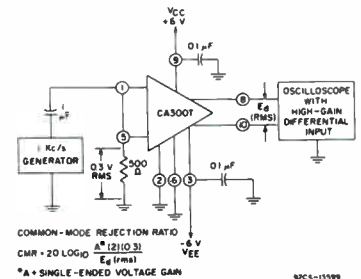 VCC
+6 V
0.1 µF
9
1
1 µF
CA3001
8
Ed
(RMS)
10
OSCILLOSCOPE
WITH
HIGH-GAIN
DIFFERENTIAL
INPUT
1 Kc/s
GENERATOR
5
0.3 V
RMS
500
Ω
2
6
3
0.1 µF
-6 V
VEE
COMMON-MODE REJECTION RATIO
CMR = 20 LOG10 A* (2)(0.3) / Ed (rms)
*A = SINGLE-ENDED VOLTAGE GAIN
92CS-13599